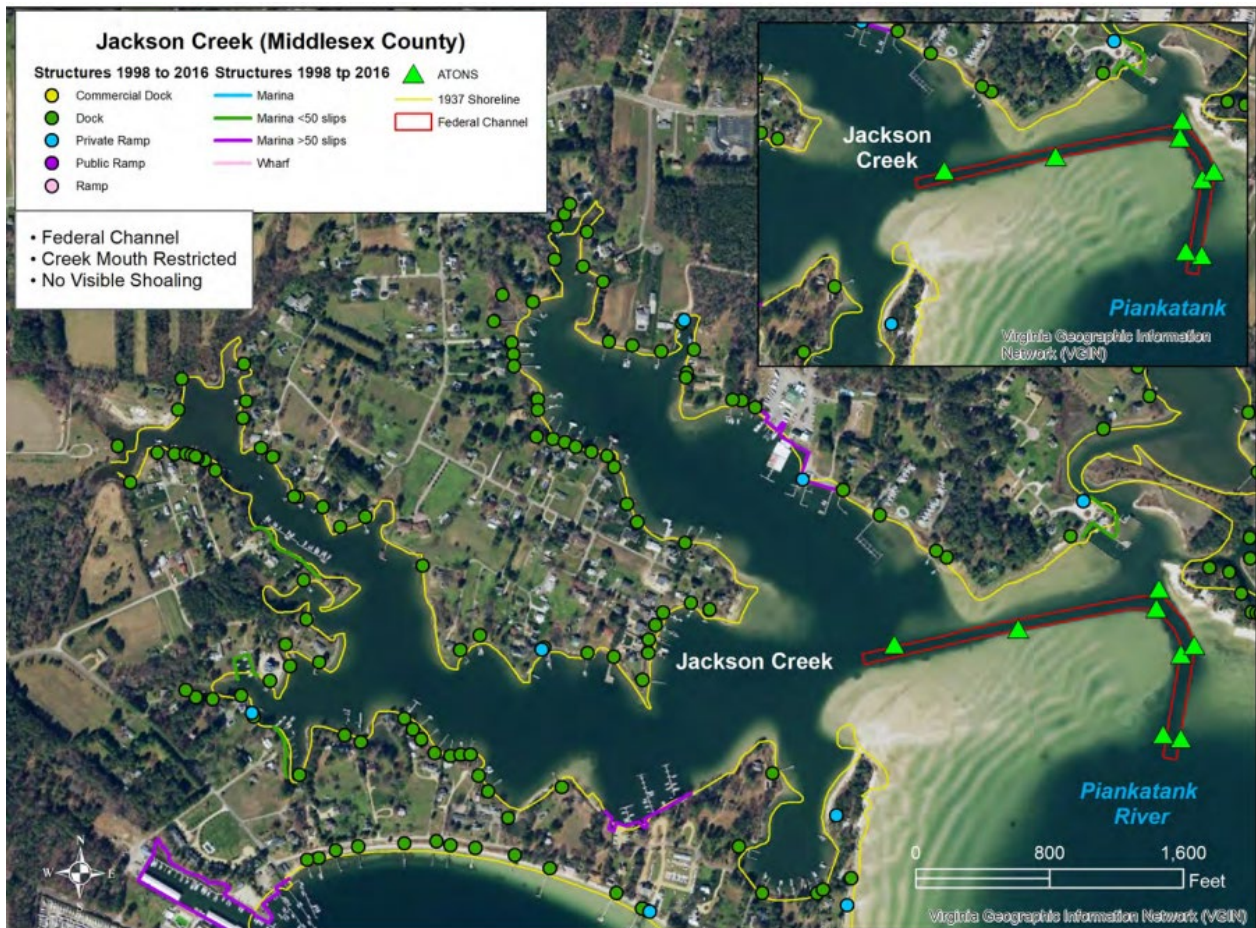 Jackson Creek (Middlesex County)
Structures 1998 to 2016
Commercial Dock
Dock
Private Ramp
Public Ramp
Ramp
Structures 1998 tp 2016
Marina
Marina <50 slips
Marina >50 slips
Wharf
ATONS
1937 Shoreline
Federal Channel
• Federal Channel
• Creek Mouth Restricted
• No Visible Shoaling
Jackson
Creek
Piankatank
Virginia Geographic Information
Network (VGIN)
Jackson Creek
Piankatank
River
0 800 1,600
Feet
N
W E
S
Virginia Geographic Information Network (VGIN)